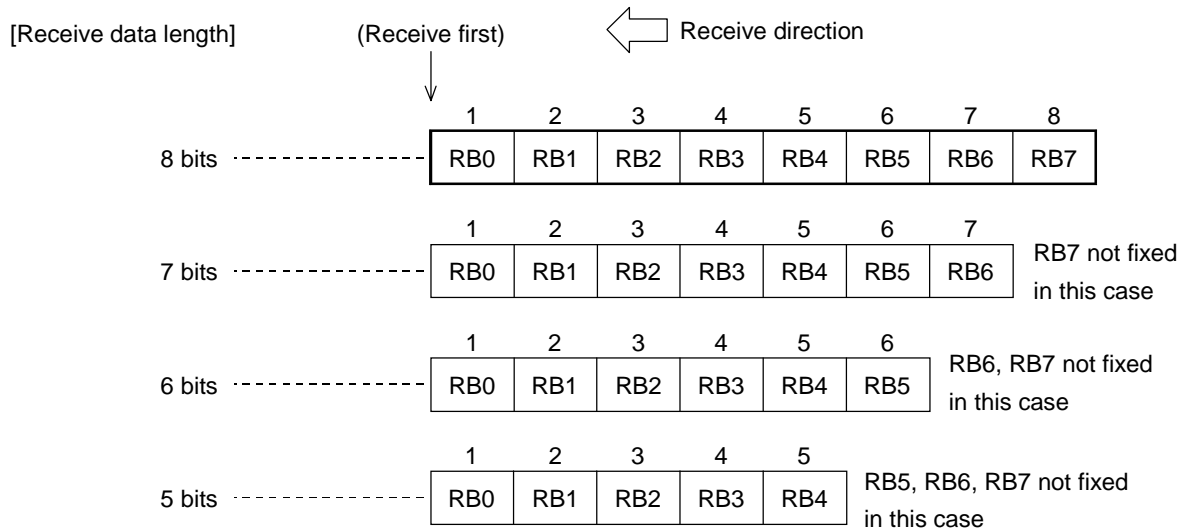 [Receive data length] (Receive first) Receive direction
1 2 3 4 5 6 7 8
8 bits RB0 RB1 RB2 RB3 RB4 RB5 RB6 RB7
1 2 3 4 5 6 7
7 bits RB0 RB1 RB2 RB3 RB4 RB5 RB6 RB7 not fixed
in this case
1 2 3 4 5 6
6 bits RB0 RB1 RB2 RB3 RB4 RB5 RB6, RB7 not fixed
in this case
1 2 3 4 5
5 bits RB0 RB1 RB2 RB3 RB4 RB5, RB6, RB7 not fixed
in this case